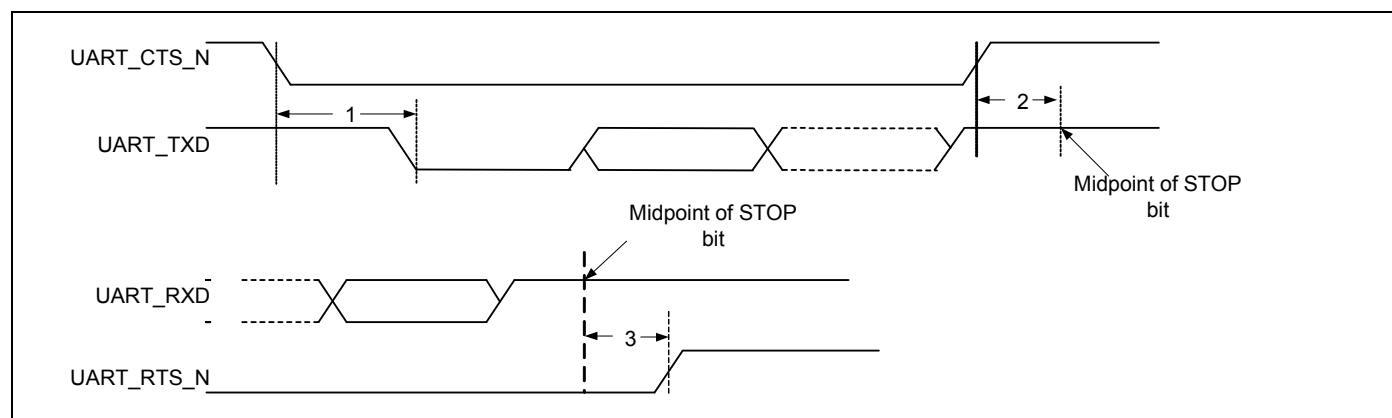 UART_CTS_N
1
2
UART_TXD
Midpoint of STOP
bit
Midpoint of STOP
bit
UART_RXD
3
UART_RTS_N